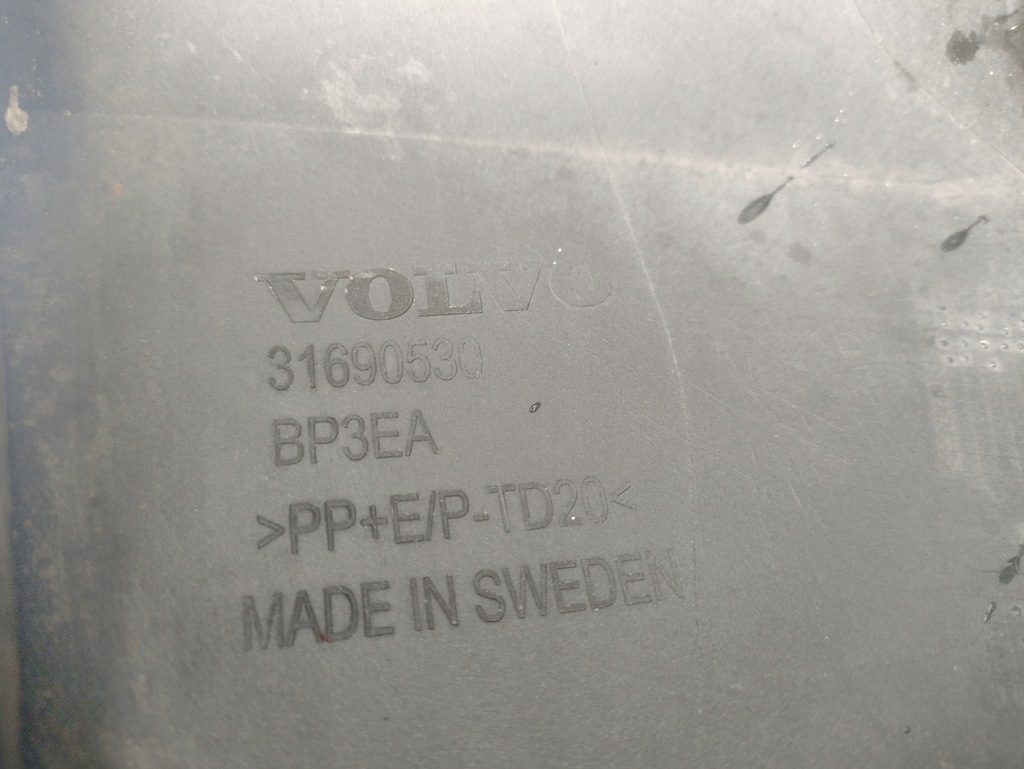 VOLVO
31690530
BP3EA
>PP+E/P-TD20<
MADE IN SWEDEN